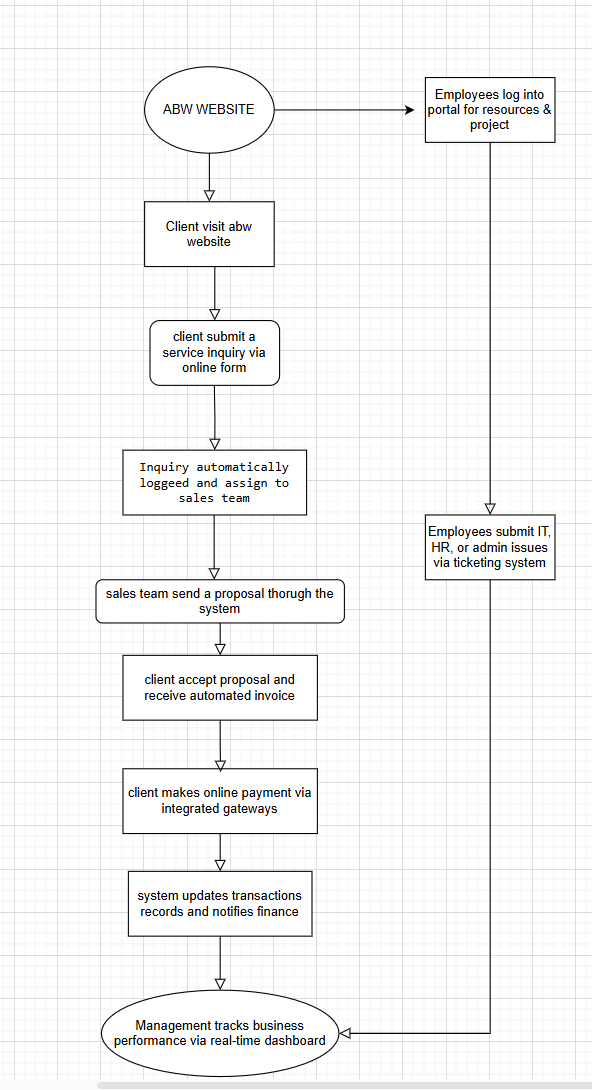 ABW WEBSITE
Employees log into
portal for resources &
project
Client visit abw
website
client submit a
service inquiry via
online form
Inquiry automatically
loggeed and assign to
sales team
Employees submit IT,
HR, or admin issues
via ticketing system
sales team send a proposal thorugh the
system
client accept proposal and
receive automated invoice
client makes online payment via
integrated gateways
system updates transactions
records and notifies finance
Management tracks business
performance via real-time dashboard